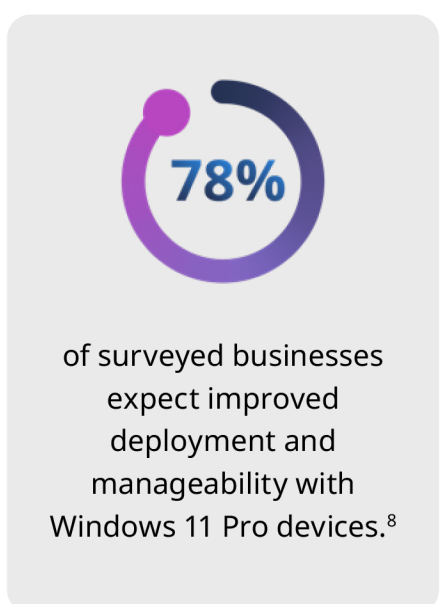 78%
of surveyed businesses
expect improved
deployment and
manageability with
Windows 11 Pro devices.⁸